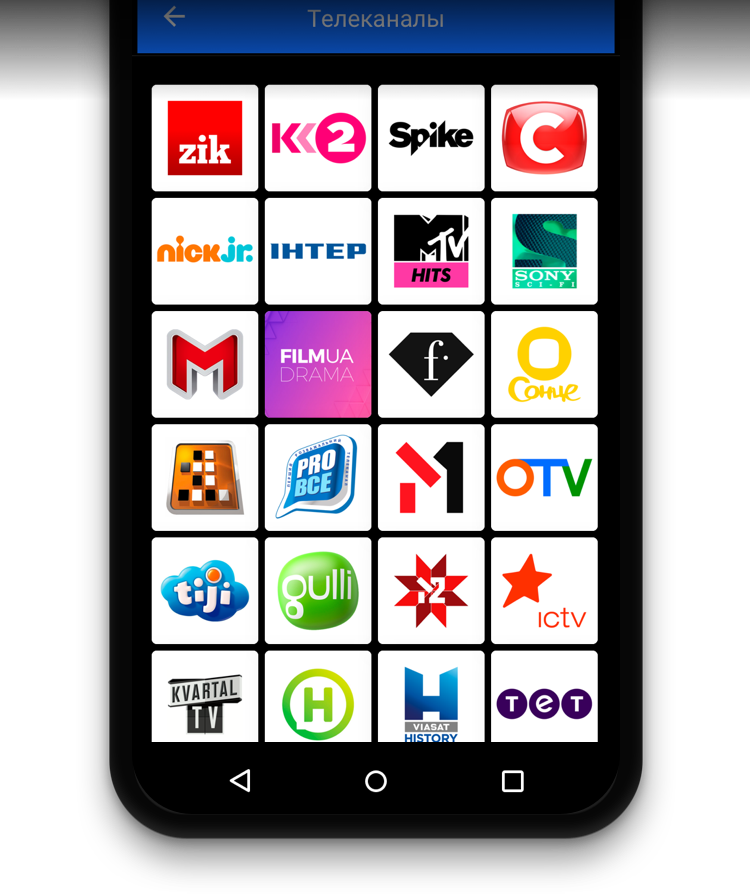 Телеканалы
zik
K 2
Spike
C
nick jr.
ІНТЕР
MTV
HITS
SONY
SCI-FI
M
FILMUA
DRAMA
f
Сонце
PRO
ВСЕ
M1
OTV
tiji
gulli
M2
ICTV
KVARTAL
TV
H
H
VIASAT
HISTORY
тет